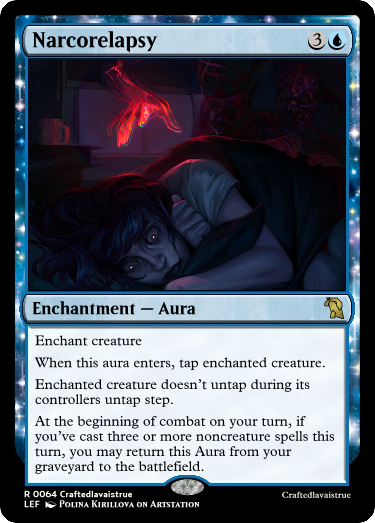 Narcorelapsy 3
Enchantment — Aura
Enchant creature
When this aura enters, tap enchanted creature.
Enchanted creature doesn't untap during its
controllers untap step.
At the beginning of combat on your turn, if
you've cast three or more noncreature spells this
turn, you may return this Aura from your
graveyard to the battlefield.
R 0064 Craftedlavaistrue
LEF Polina Kirillova on Artstation
Craftedlavaistrue